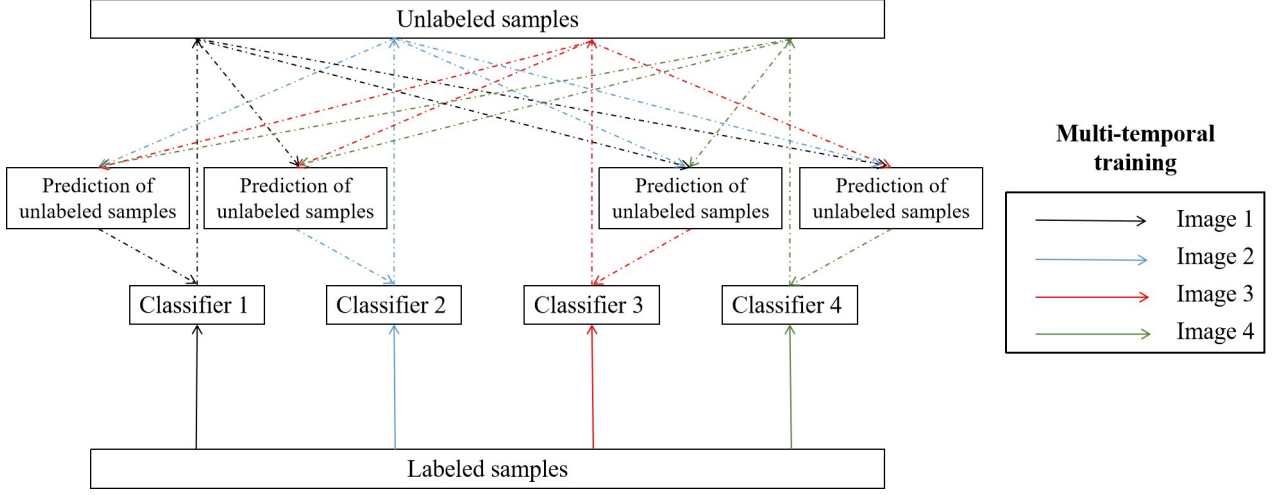 Unlabeled samples
Prediction of
unlabeled samples
Prediction of
unlabeled samples
Prediction of
unlabeled samples
Prediction of
unlabeled samples
Classifier 1
Classifier 2
Classifier 3
Classifier 4
Labeled samples
Multi-temporal
training
Image 1
Image 2
Image 3
Image 4